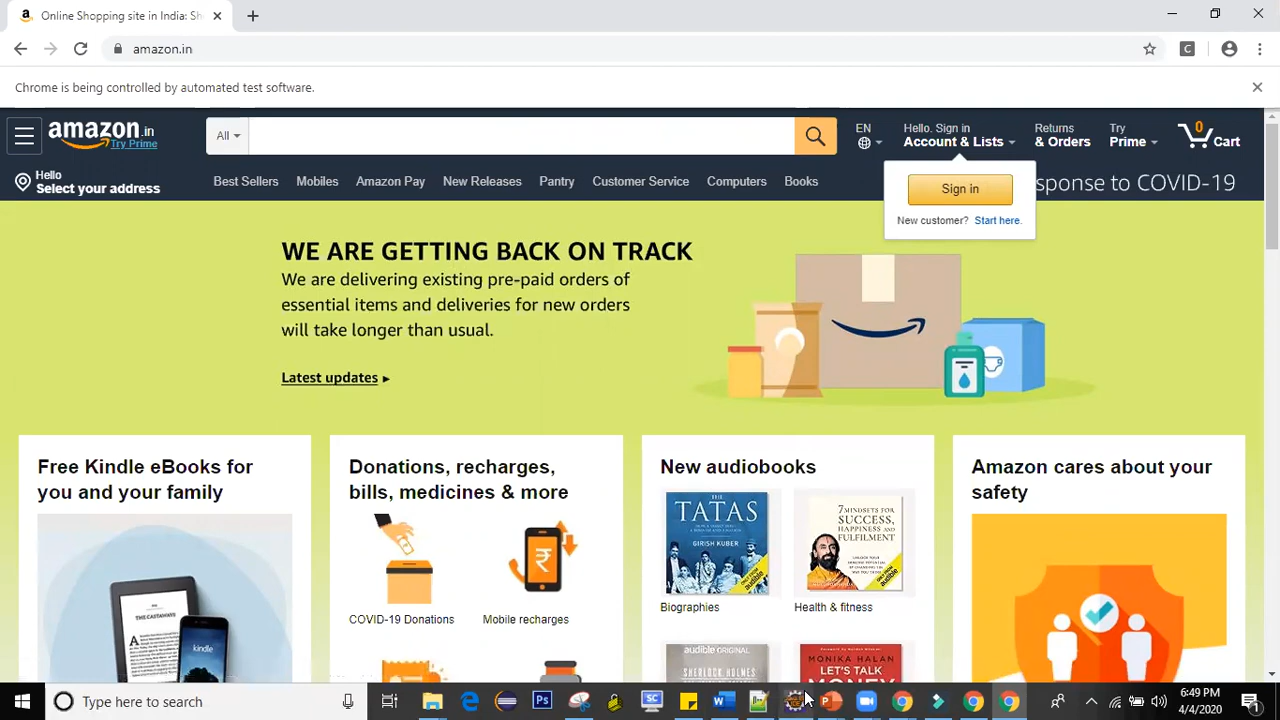 Online Shopping site in India: Sh
amazon.in
Chrome is being controlled by automated test software.
amazon.in
Try Prime
All
EN
Hello. Sign in
Account & Lists
Returns
& Orders
Try
Prime
0
Cart
Hello
Select your address
Best Sellers
Mobiles
Amazon Pay
New Releases
Pantry
Customer Service
Computers
Books
sponse to COVID-19
Sign in
New customer? Start here.
WE ARE GETTING BACK ON TRACK
We are delivering existing pre-paid orders of
essential items and deliveries for new orders
will take longer than usual.
Latest updates
Free Kindle eBooks for
you and your family
THE CASTAWAYS
kindle
Donations, recharges,
bills, medicines & more
COVID-19 Donations
Mobile recharges
New audiobooks
THE
TATAS
GIRISH KUBER
Biographies
7 MINDSETS FOR
SUCCESS,
HAPPINESS AND
FULFILMENT
Health & fitness
audible ORIGINAL
SHERLOCK HOLMES
MONIKA HALAN
LET'S TALK
MONEY
Amazon cares about your
safety
Type here to search
6:49 PM
4/4/2020